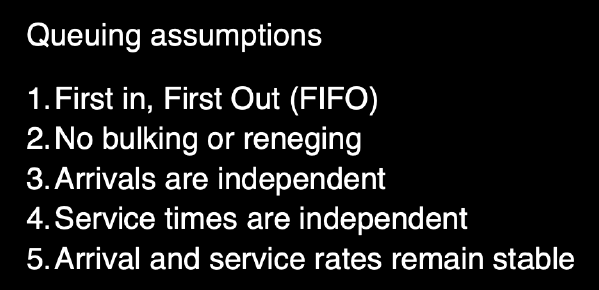 Queuing assumptions
1. First in, First Out (FIFO)
2. No bulking or reneging
3. Arrivals are independent
4. Service times are independent
5. Arrival and service rates remain stable